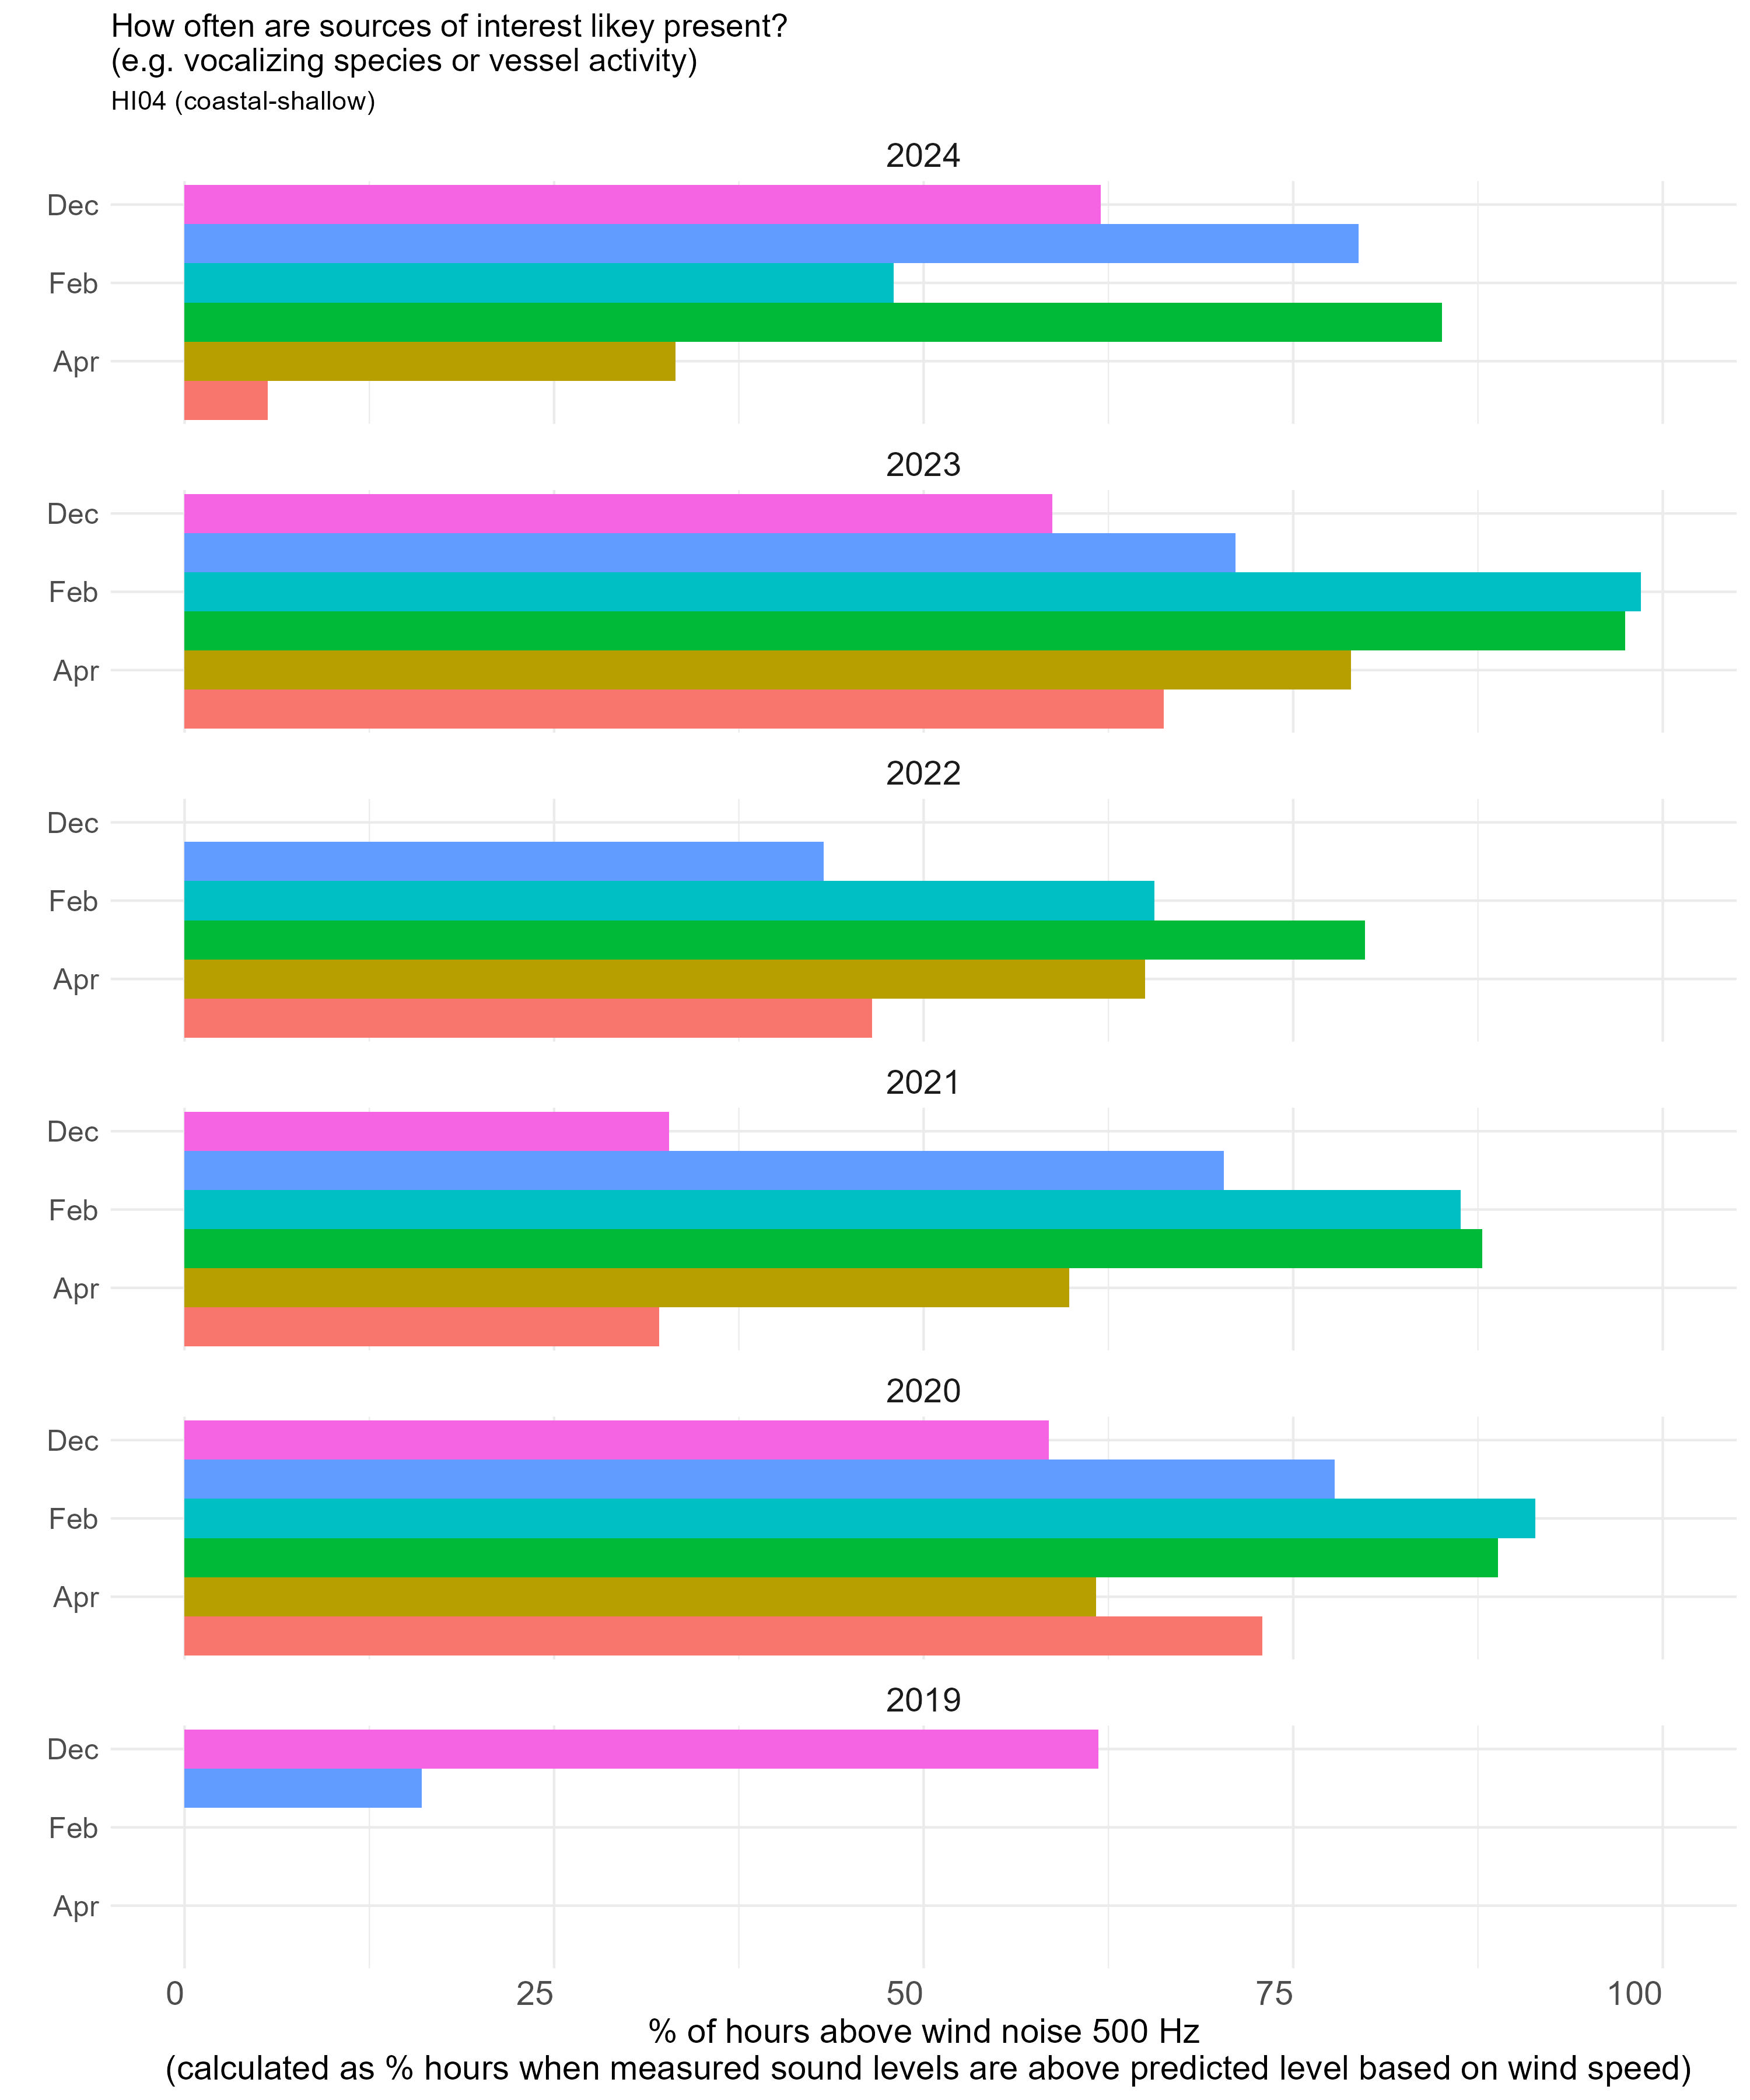 How often are sources of interest likey present?
(e.g. vocalizing species or vessel activity)
HI04 (coastal-shallow)
2024
Dec
Feb
Apr
2023
Dec
Feb
Apr
2022
Dec
Feb
Apr
2021
Dec
Feb
Apr
2020
Dec
Feb
Apr
2019
Dec
Feb
Apr
0 25 50 75 100
% of hours above wind noise 500 Hz
(calculated as % hours when measured sound levels are above predicted level based on wind speed)